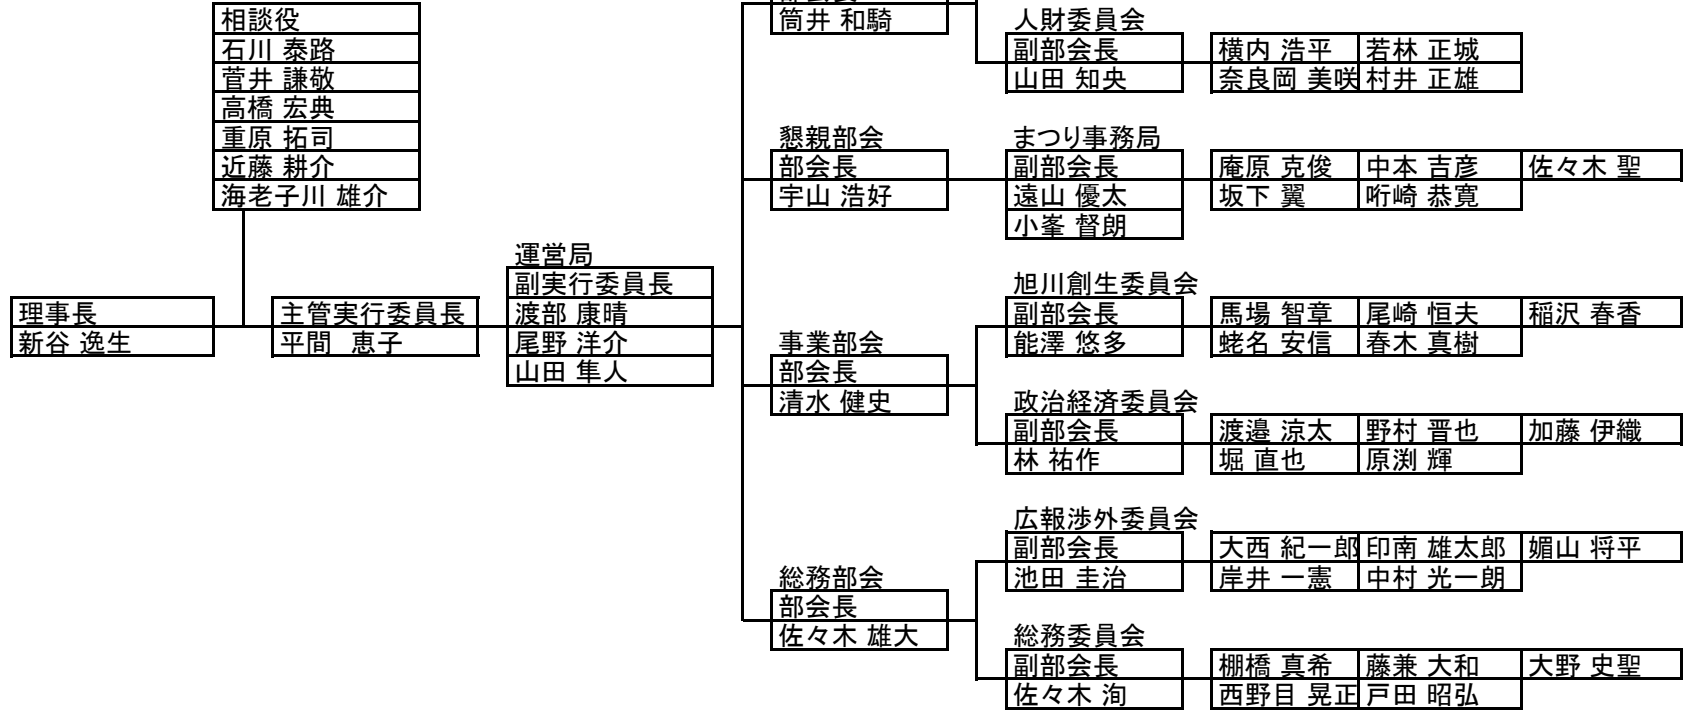 相談役
石川 泰路
菅井 謙敬
高橋 宏典
重原 拓司
近藤 耕介
海老子川 雄介
理事長
新谷 逸生
主管実行委員長
平間 恵子
運営局
副実行委員長
渡部 康晴
尾野 洋介
山田 隼人
筒井 和騎
人財委員会
副部会長
山田 知央
横内 浩平 若林 正城
奈良岡 美咲 村井 正雄
懇親部会
部会長
宇山 浩好
まつり事務局
副部会長
遠山 優太
小峯 督朗
庵原 克俊 中本 吉彦 佐々木 聖
坂下 翼 哘崎 恭寛
事業部会
部会長
清水 健史
旭川創生委員会
副部会長
能澤 悠多
馬場 智章 尾崎 恒夫 稲沢 春香
蛯名 安信 春木 真樹
政治経済委員会
副部会長
林 祐作
渡邉 涼太 野村 晋也 加藤 伊織
堀 直也 原渕 輝
総務部会
部会長
佐々木 雄大
広報渉外委員会
副部会長
池田 圭治
大西 紀一郎 印南 雄太郎 媚山 将平
岸井 一憲 中村 光一朗
総務委員会
副部会長
佐々木 洵
棚橋 真希 藤兼 大和 大野 史聖
西野目 晃正 戸田 昭弘